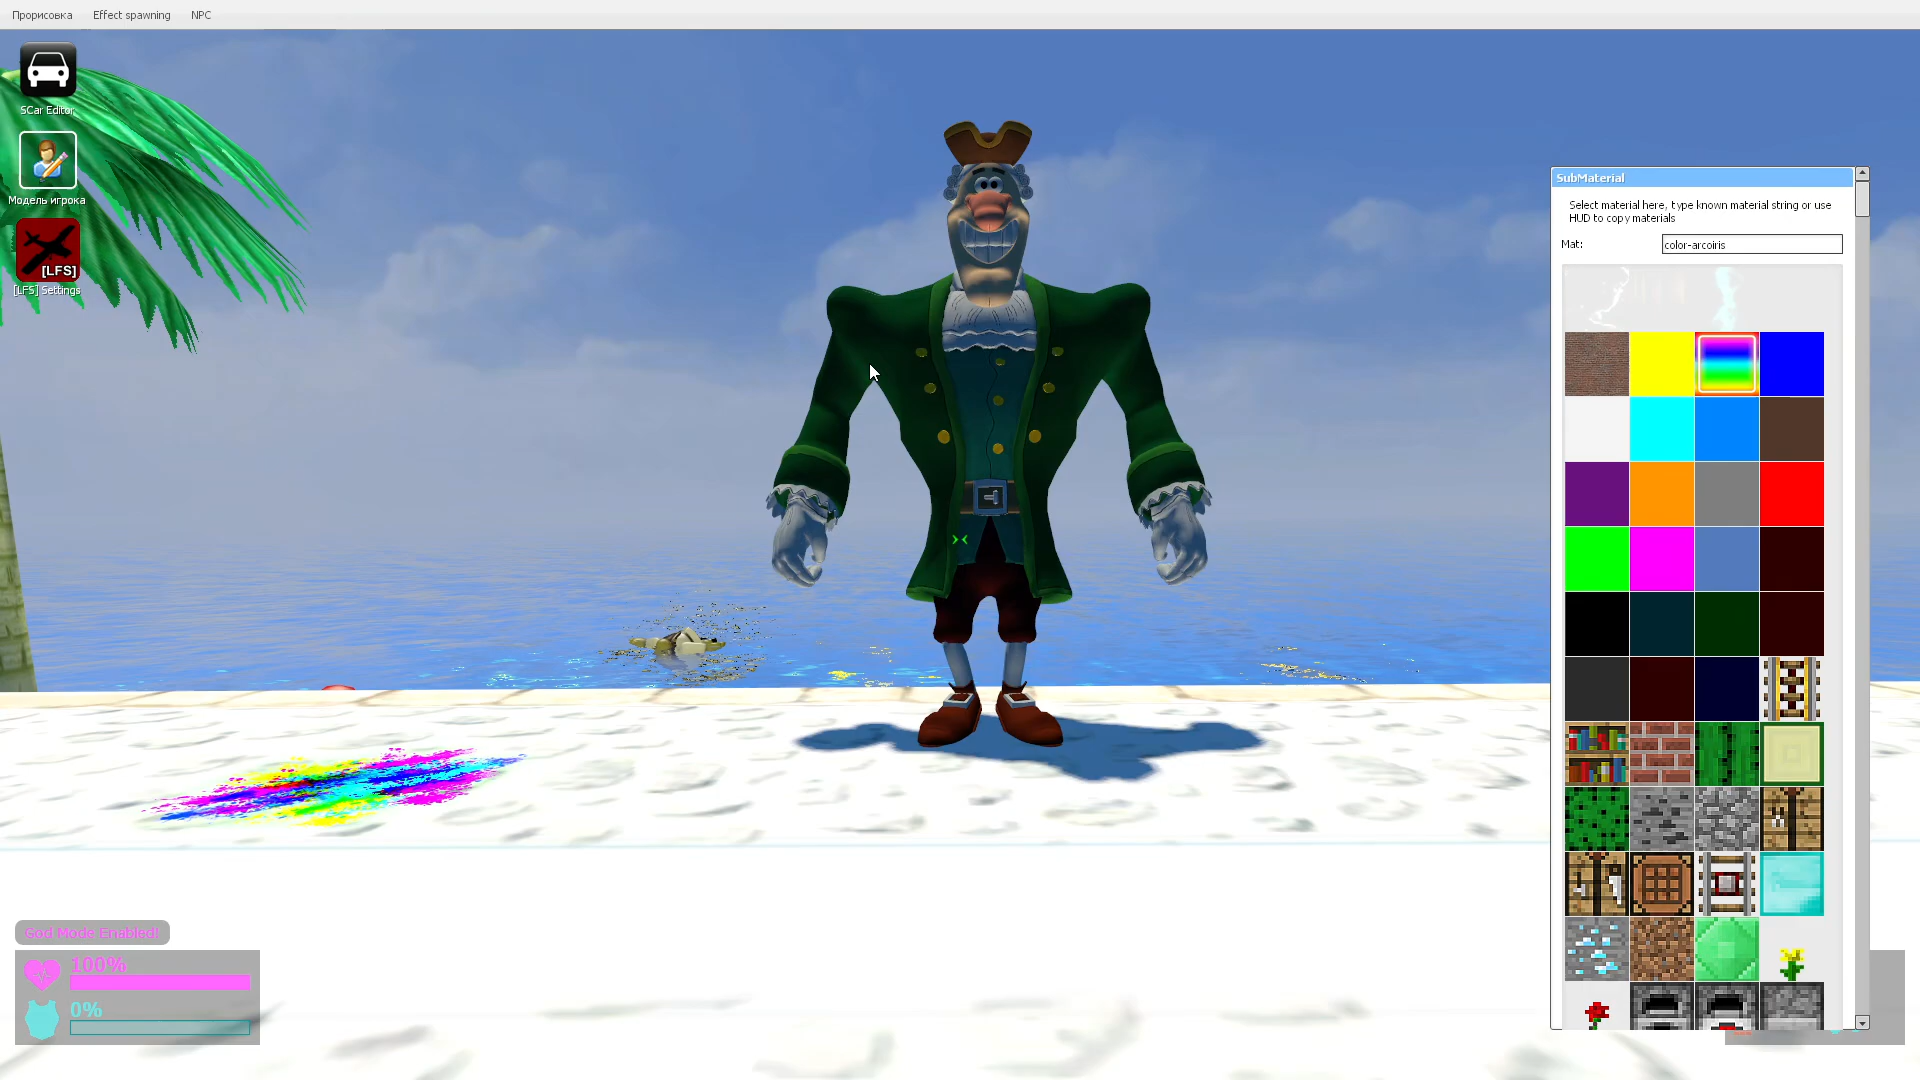 Прорисовка Effect spawning NPC
SCar Editor
Модель игрока
[LFS]
[LFS] Settings
SubMaterial
Select material here, type known material string or use
HUD to copy materials
Mat: color-arcoiris
God Mode Enabled!
100%
0%